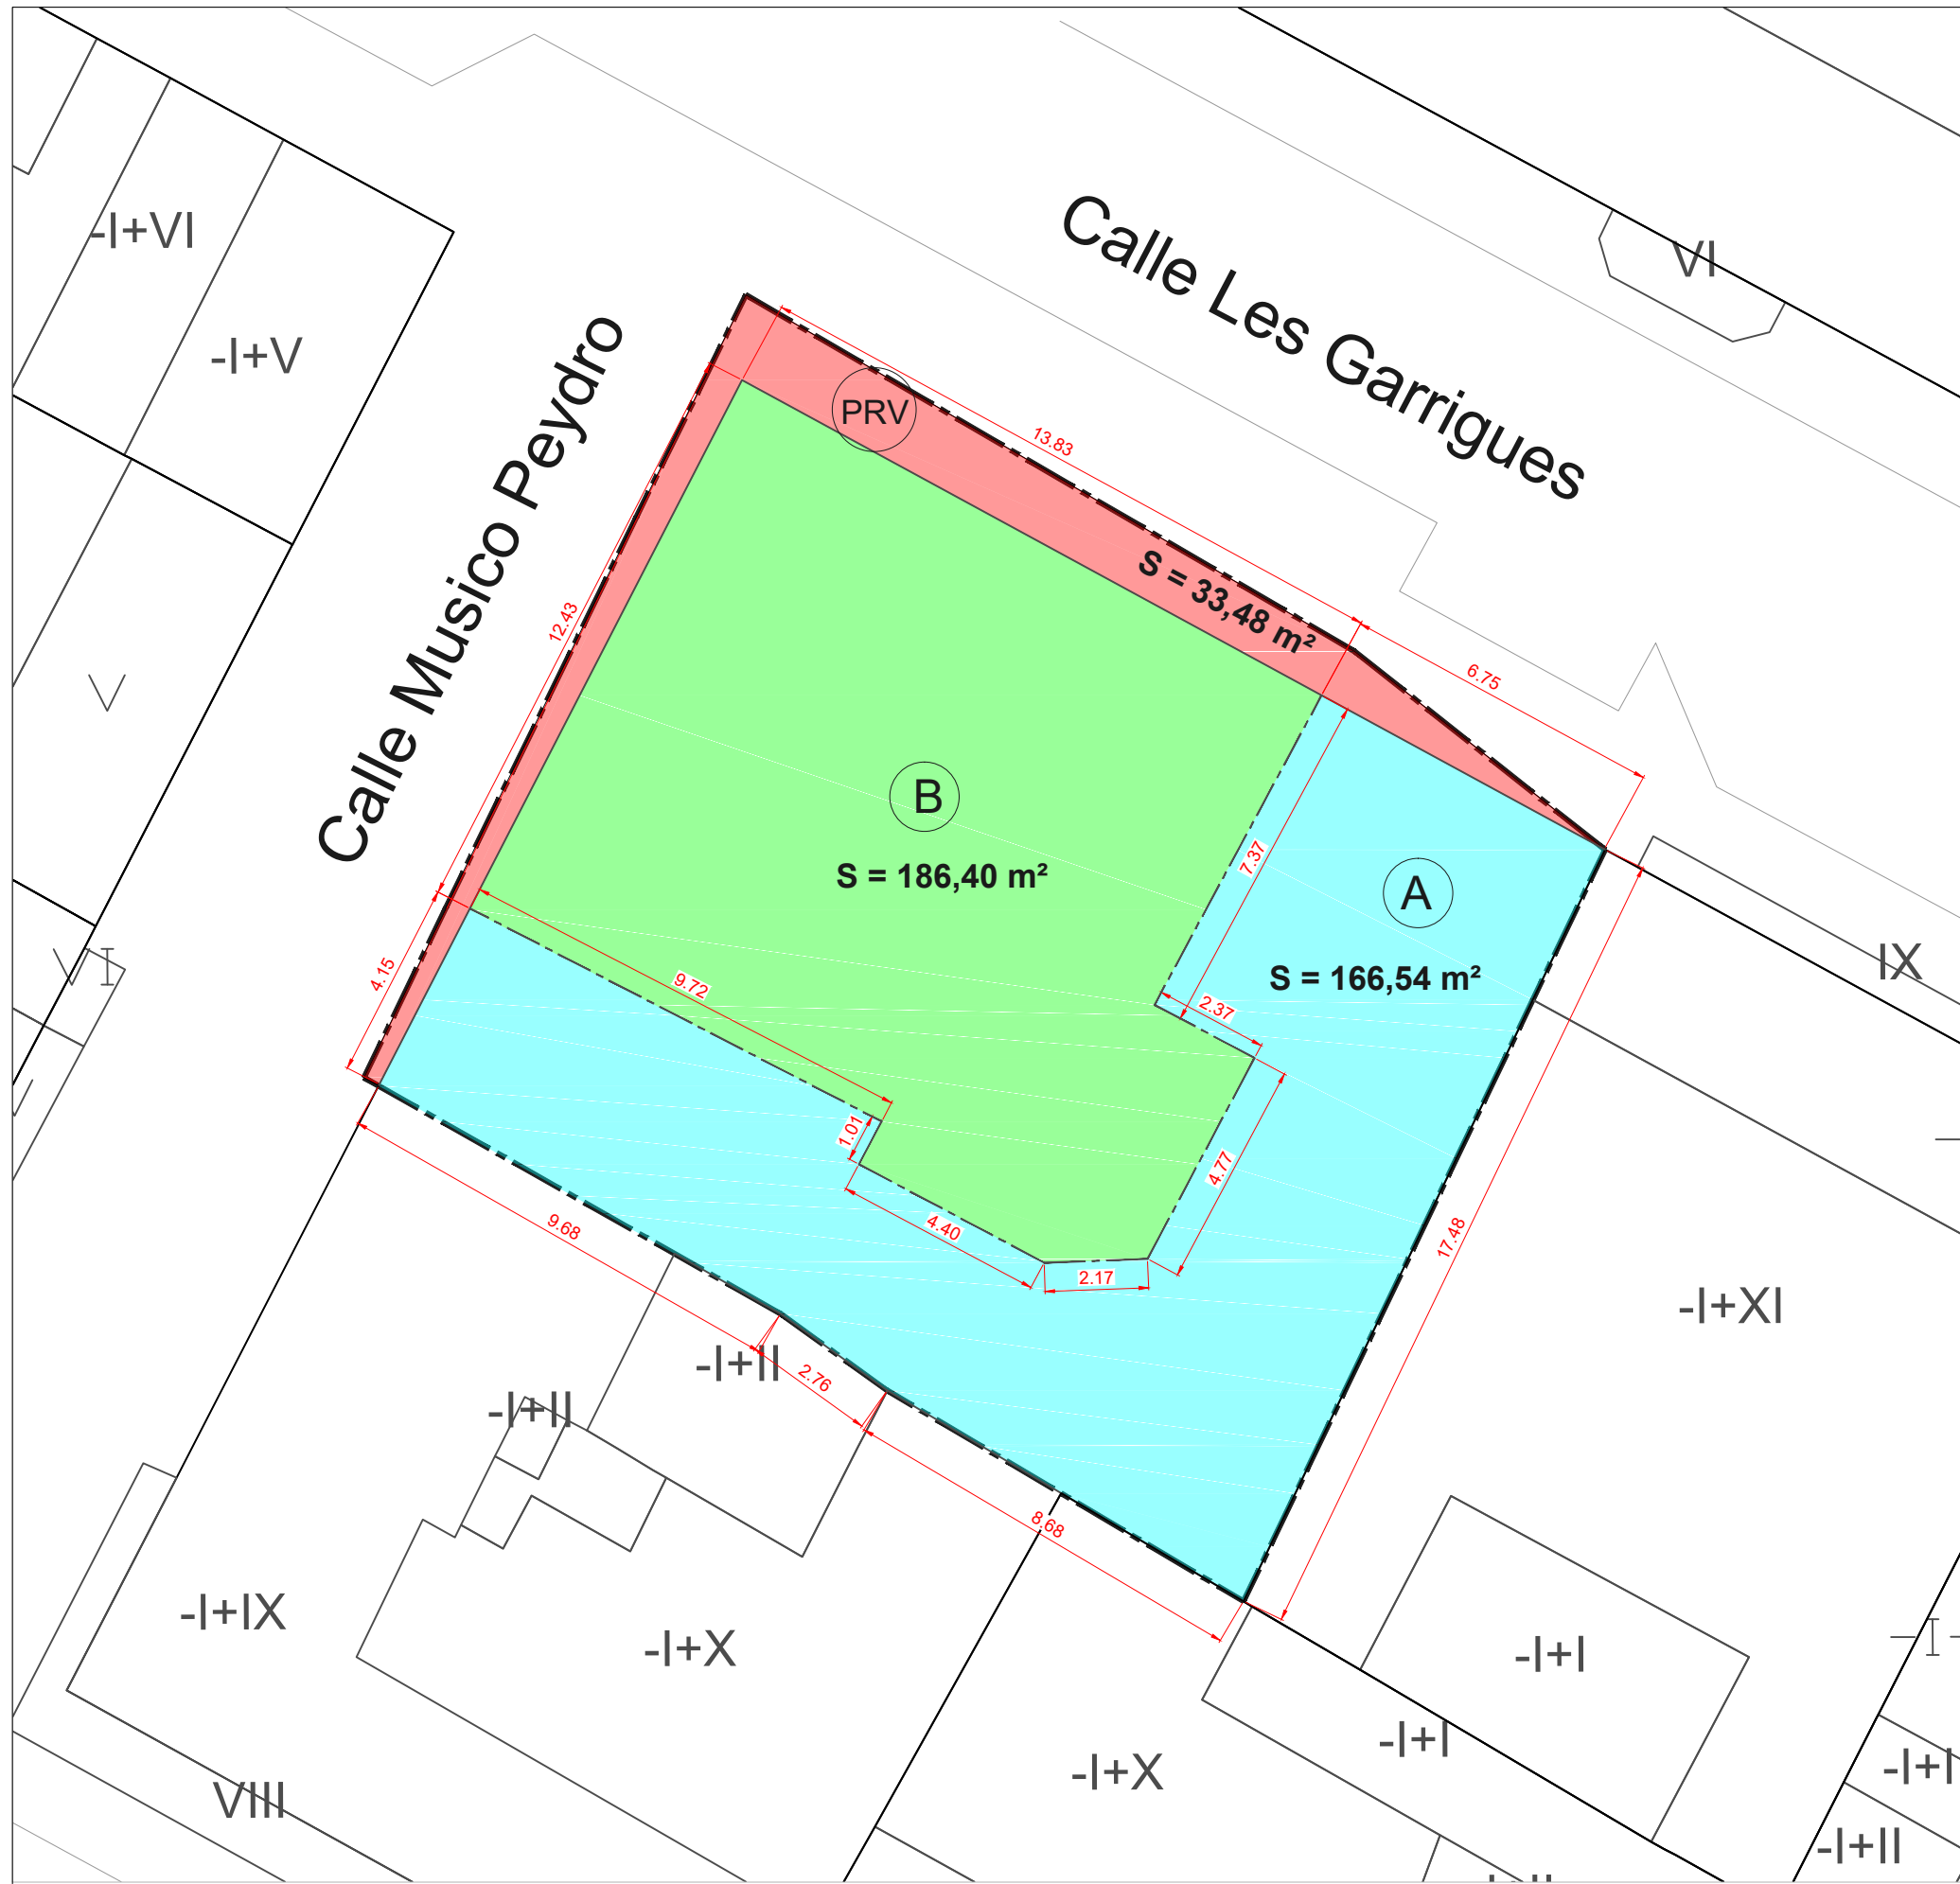 -I+VI
-I+V
VI
Calle Les Garrigues
Calle Musico Peydro
PRV
13.83
S = 33,48 m²
6.75
12.43
V
B
S = 186,40 m²
7.37
A
S = 166,54 m²
IX
VI
4.15
9.72
2.37
1.01
4.77
4.40
2.17
9.68
17.48
-I+XI
-I+II
2.76
-I+II
8.68
-I+IX
-I+X
-I+I
-I+I
-I+X
-I+I
VIII
-I+II